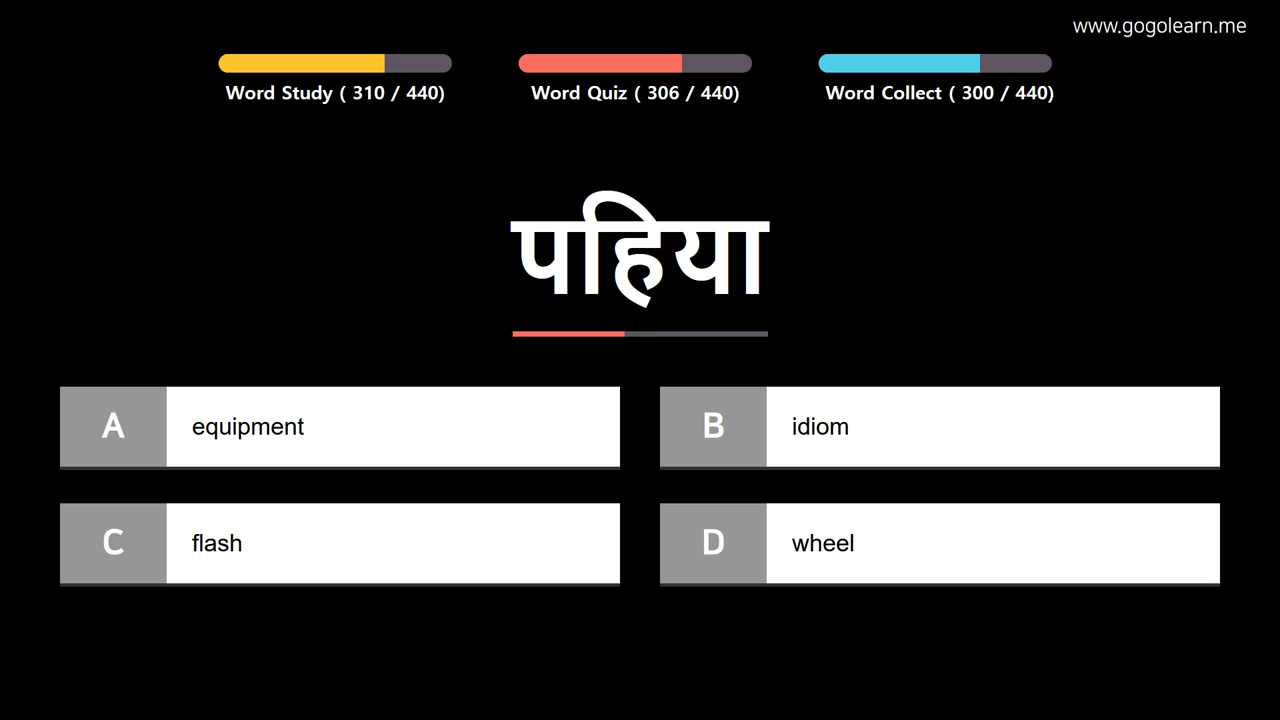 www.gogolearn.me
Word Study ( 310 / 440)
Word Quiz ( 306 / 440)
Word Collect ( 300 / 440)
पहिया
A equipment
B idiom
C flash
D wheel